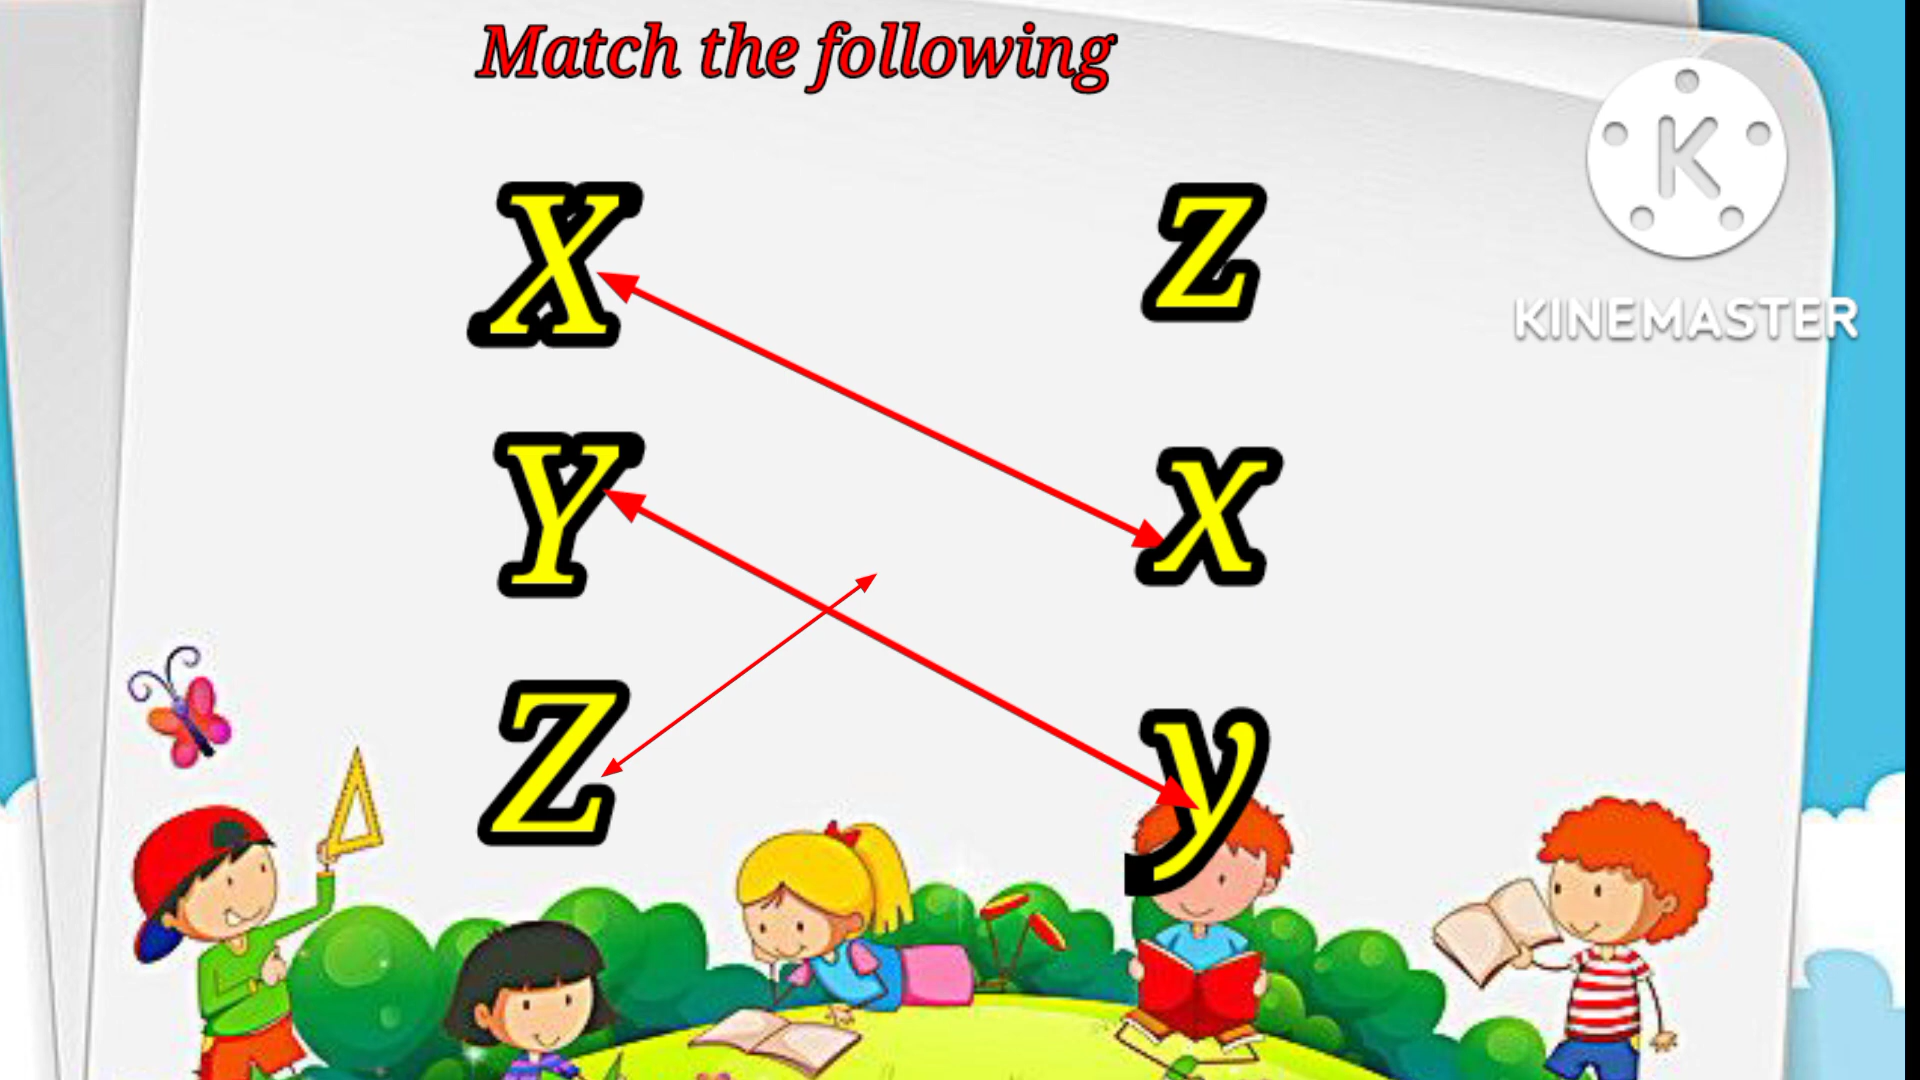 Match the following
X z
K
KINEMASTER
Y x
Z y